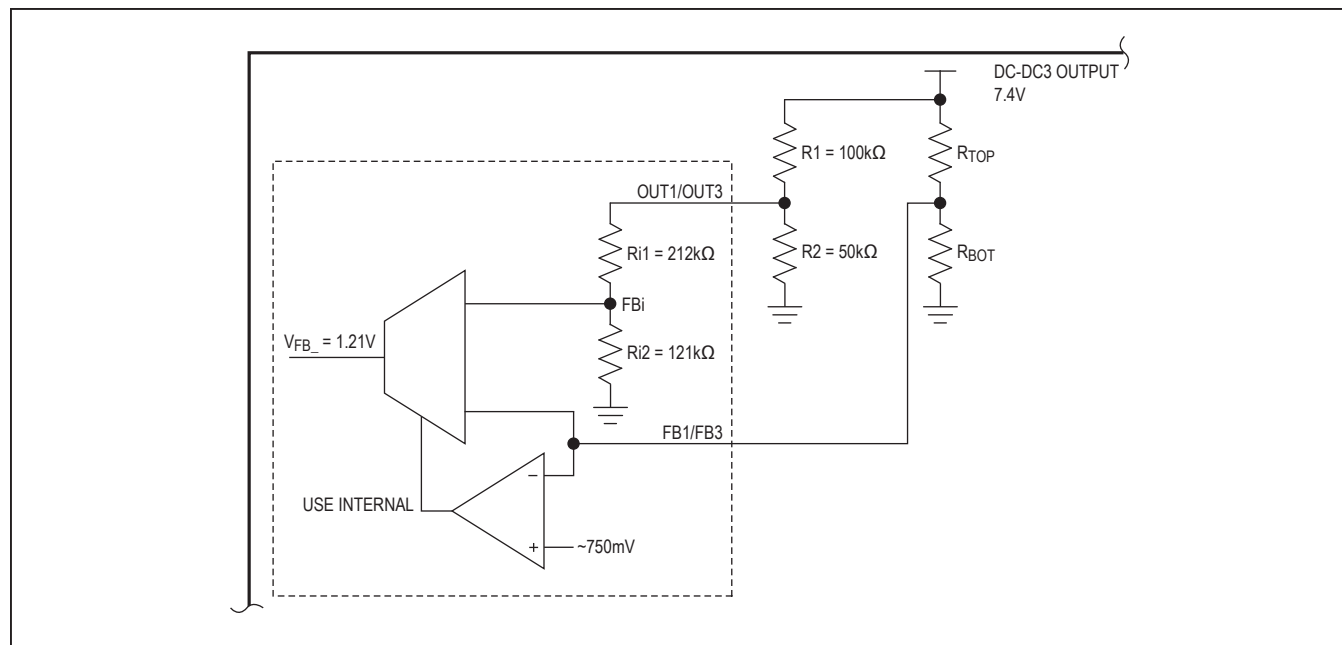 DC-DC3 OUTPUT
7.4V
R1 = 100kΩ
RTOP
OUT1/OUT3
Ri1 = 212kΩ
R2 = 50kΩ
RBOT
FBi
VFB_ = 1.21V
Ri2 = 121kΩ
FB1/FB3
−
USE INTERNAL
+
~750mV